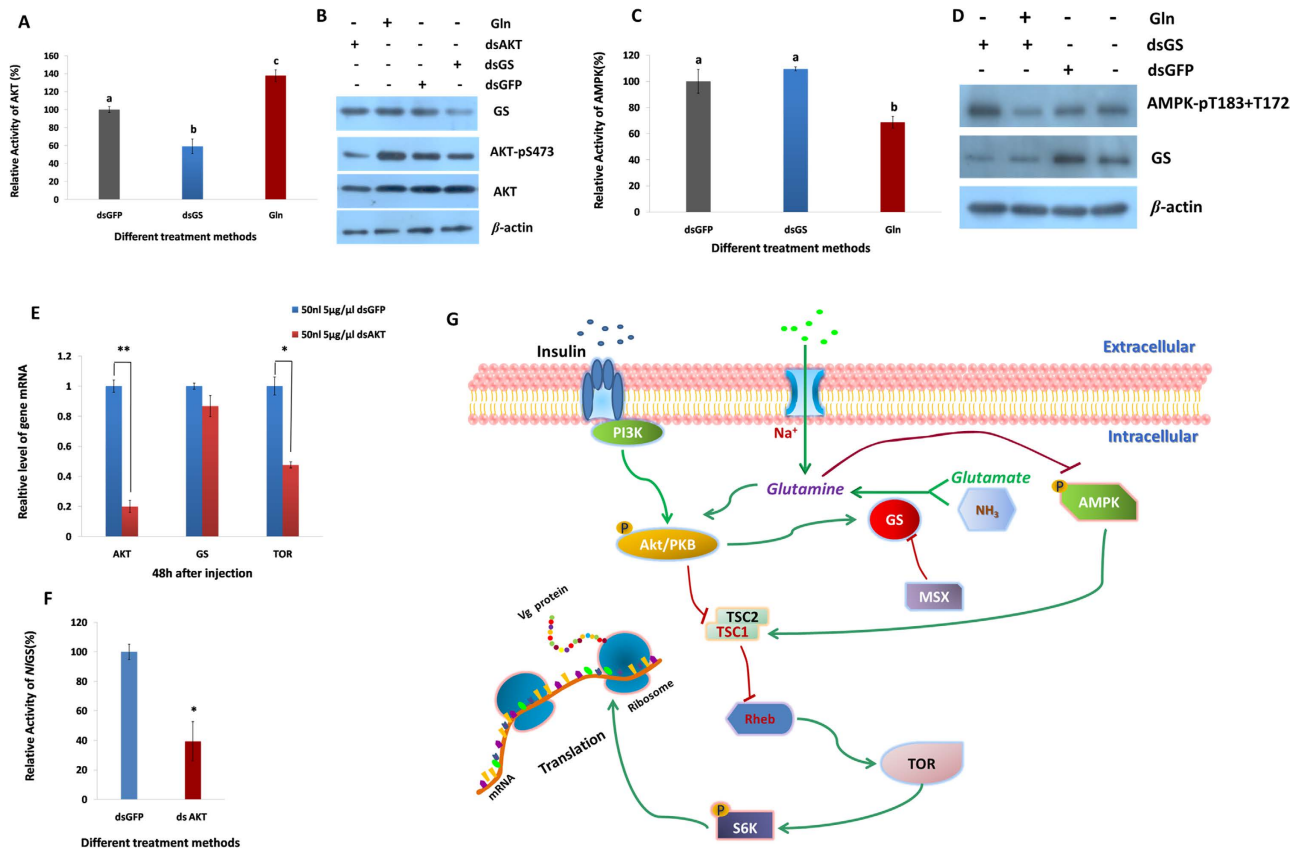 A
Relative Activity of AKT (%)
160
140
120
100
80
60
40
20
0
a
b
c
dsGFP dsGS Gln
Different treatment methods
B
- + - - Gln
+ - - - dsAKT
- - - + dsGS
- - + - dsGFP
GS
AKT-pS473
AKT
β-actin
C
Relative Activity of AMPK(%)
120
100
80
60
40
20
0
a
a
b
dsGFP dsGS Gln
Different treatment methods
D
- + - - Gln
+ + - - dsGS
- - + - dsGFP
AMPK-pT183+T172
GS
β-actin
E
50nl 5μg/μl dsGFP
50nl 5μg/μl dsAKT
Realtive level of gene mRNA
1.2
1
0.8
0.6
0.4
0.2
0
**
*
AKT GS TOR
48h after injection
F
Relative Activity of NlGS(%)
120
100
80
60
40
20
0
*
dsGFP ds AKT
Different treatment methods
G
Insulin
Extracellular
PI3K
Na+
Intracellular
Glutamine
Glutamate
P
AMPK
NH3
GS
P
Akt/PKB
MSX
TSC2
TSC1
Vg protein
Ribosome
Rheb
Translation
mRNA
TOR
P
S6K